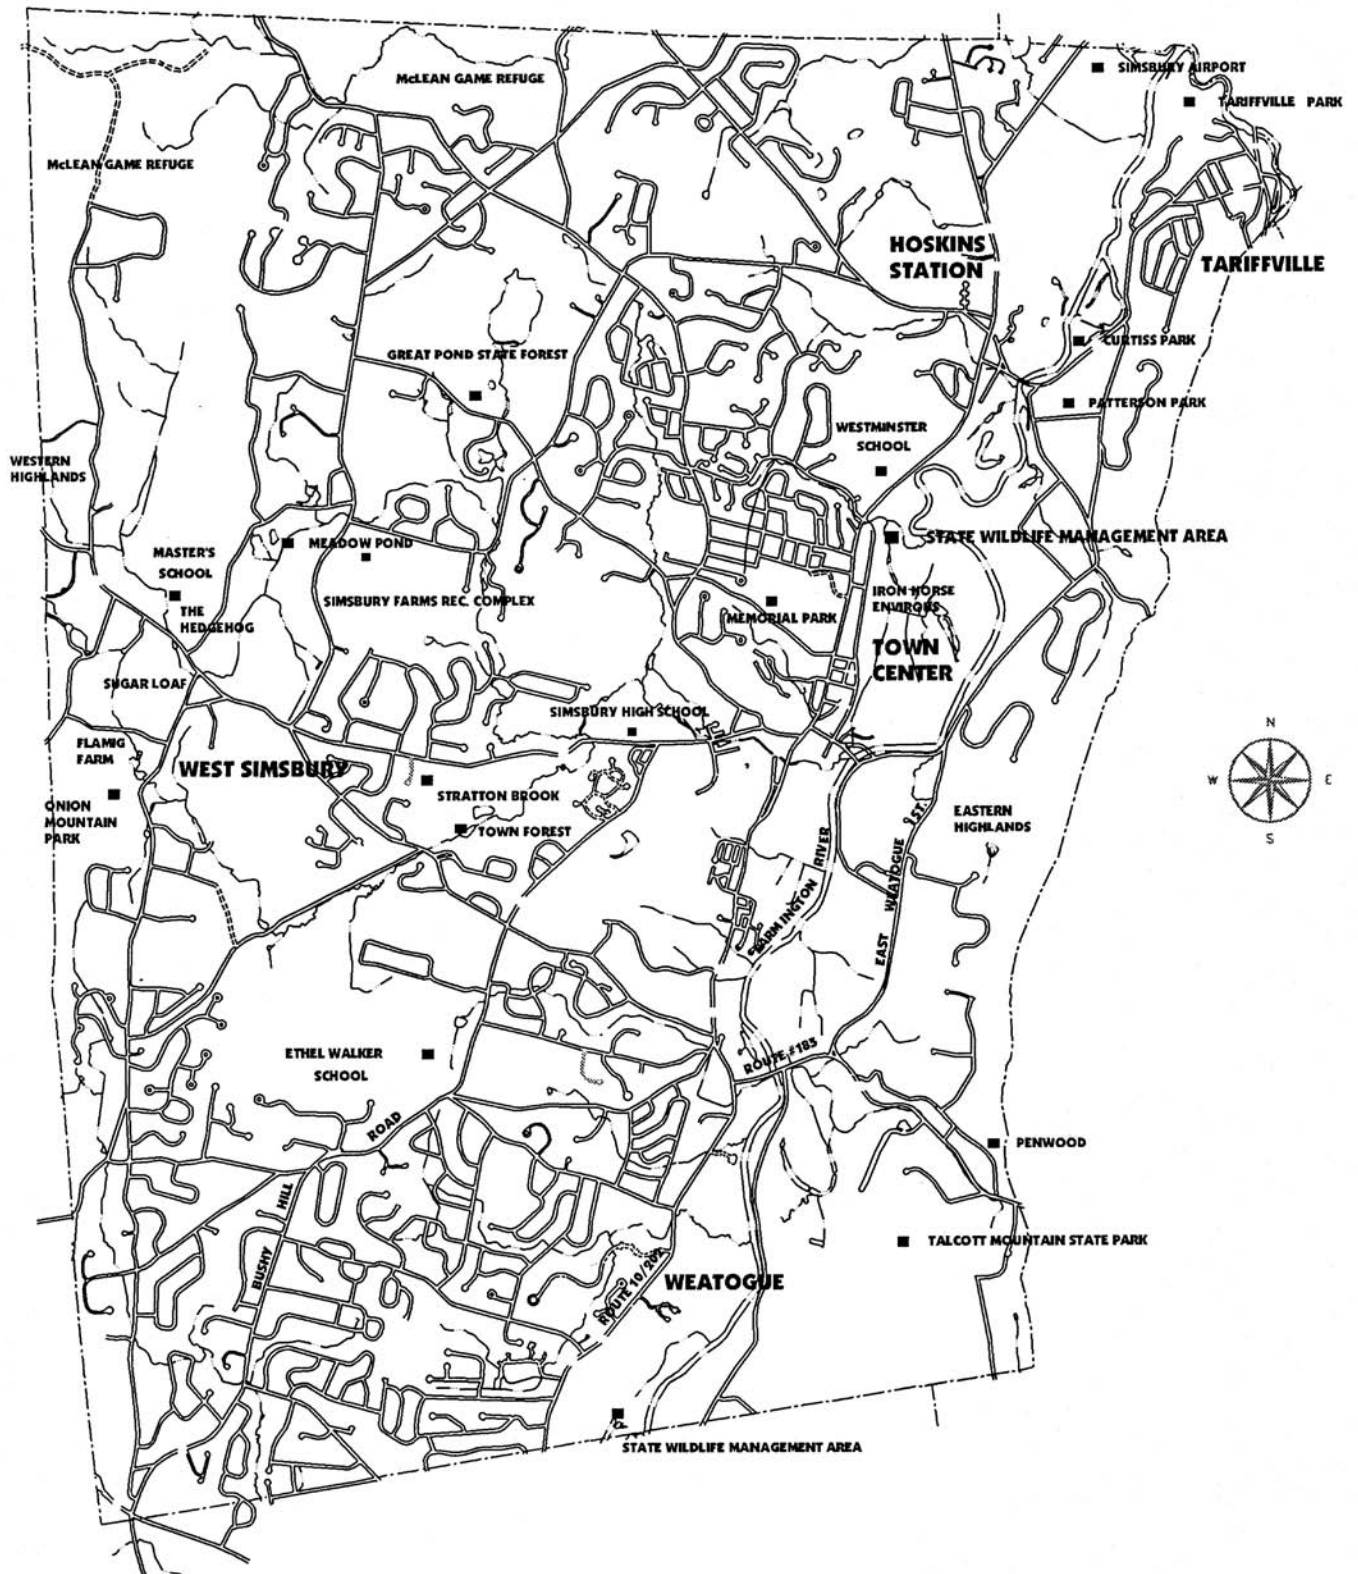 McLEAN GAME REFUGE
SIMSBURY AIRPORT
TARIFFVILLE PARK
McLEAN GAME REFUGE
HOSKINS
STATION
TARIFFVILLE
CURTISS PARK
GREAT POND STATE FOREST
PATTERSON PARK
WESTMINSTER
SCHOOL
WESTERN
HIGHLANDS
STATE WILDLIFE MANAGEMENT AREA
MEADOW POND
MASTER'S
SCHOOL
SIMSBURY FARMS REC. COMPLEX
IRON HORSE
ENVIRONS
THE
HEDGEHOG
MEMORIAL PARK
TOWN
CENTER
SUGAR LOAF
SIMSBURY HIGH SCHOOL
N
W
E
S
FLAMIG
FARM
WEST SIMSBURY
STRATTON BROOK
ONION
MOUNTAIN
PARK
TOWN FOREST
EASTERN
HIGHLANDS
FARMINGTON RIVER
EAST WEATOGUE ST.
ETHEL WALKER
SCHOOL
ROUTE #185
BUSHY HILL ROAD
PENWOOD
TALCOTT MOUNTAIN STATE PARK
ROUTE 10/202
WEATOGUE
STATE WILDLIFE MANAGEMENT AREA